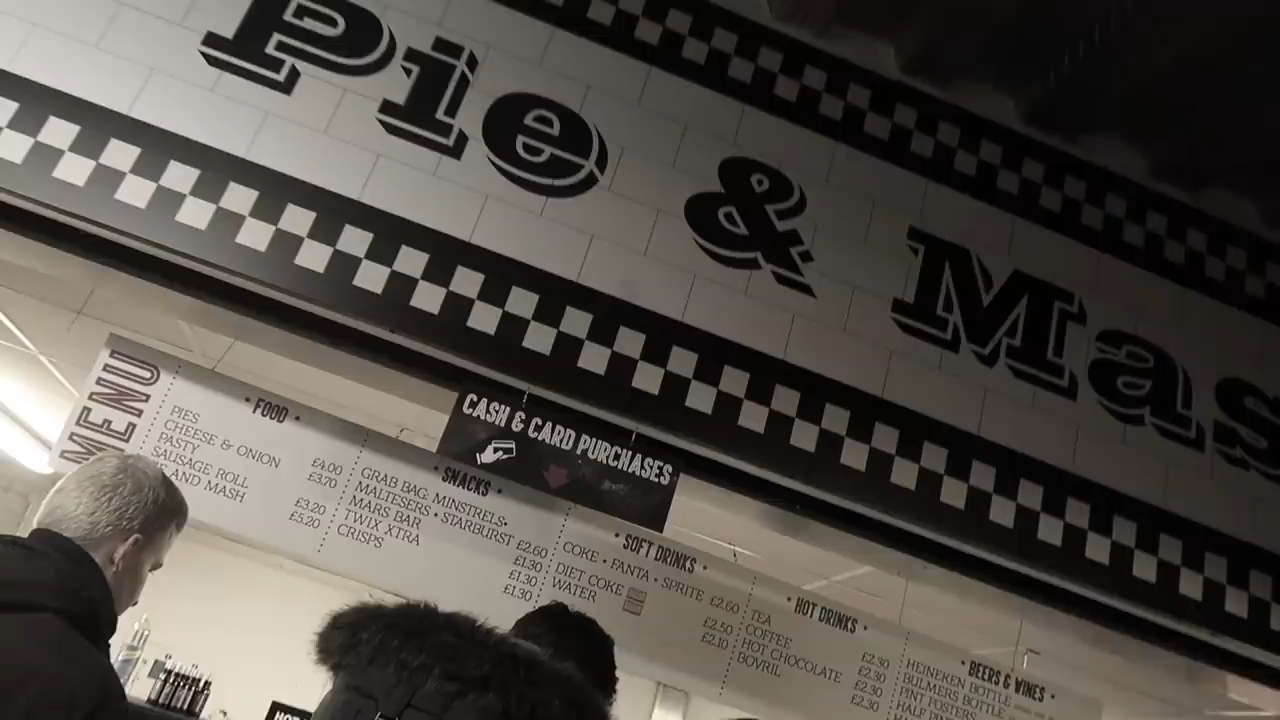 Pie & Mas
MENU
• FOOD •
PIES £4.00
CHEESE & ONION £3.70
PASTY
SAUSAGE ROLL £3.20
AND MASH £5.20
• SNACKS •
GRAB BAG: MINSTRELS•
MALTESERS • STARBURST £2.60
MARS BAR £1.30
TWIX XTRA £1.30
CRISPS £1.30
CASH & CARD PURCHASES
• SOFT DRINKS •
COKE • FANTA • SPRITE £2.60
DIET COKE £2.50
WATER £2.10
• HOT DRINKS •
TEA £2.30
COFFEE £2.30
HOT CHOCOLATE £2.30
BOVRIL £2.30
• BEERS & WINES •
HEINEKEN BOTTLE
BULMERS BOTTLE
PINT FOSTERS
HALF PINT
HOT